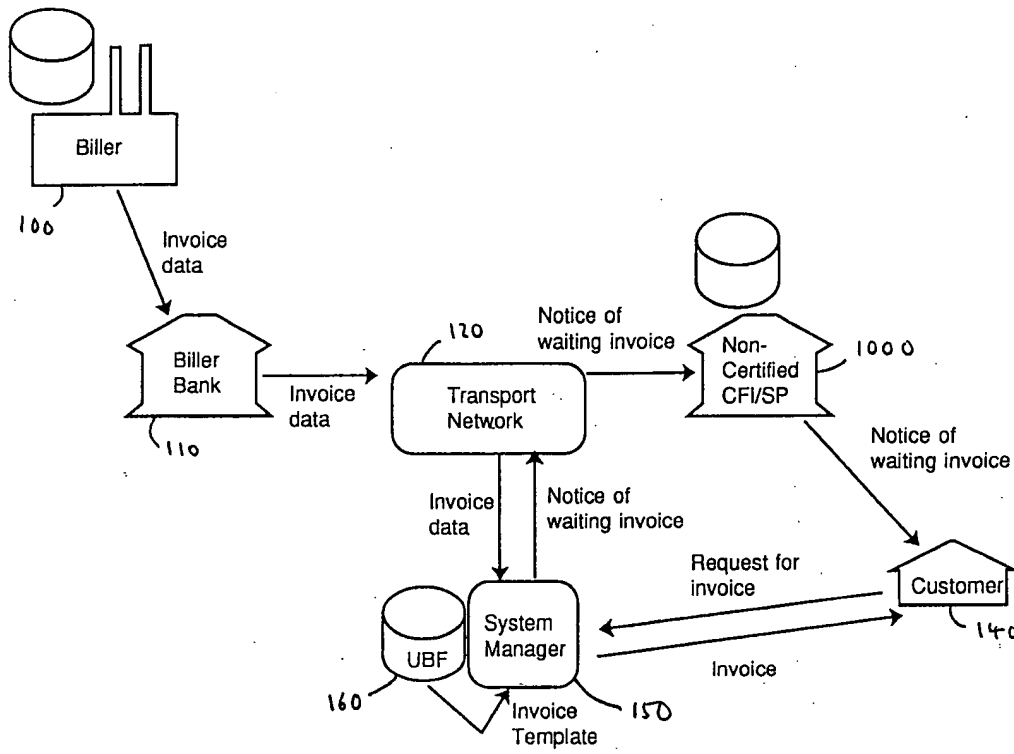 Biller
100
Invoice
data
Biller
Bank
110
Invoice
data
120
Transport
Network
Notice of
waiting invoice
Non-
Certified
CFI/SP
1000
Notice of
waiting invoice
Invoice
data
Notice of
waiting invoice
Request for
invoice
Customer
140
UBF
160
System
Manager
150
Invoice
Invoice
Template